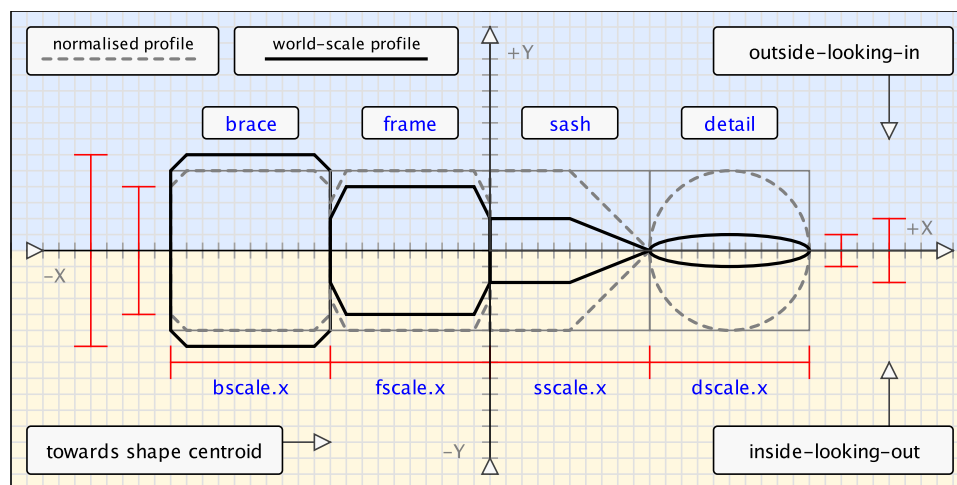 normalised profile
world-scale profile
+Y
outside-looking-in
brace
frame
sash
detail
+X
–X
bscale.x
fscale.x
sscale.x
dscale.x
towards shape centroid
–Y
inside-looking-out